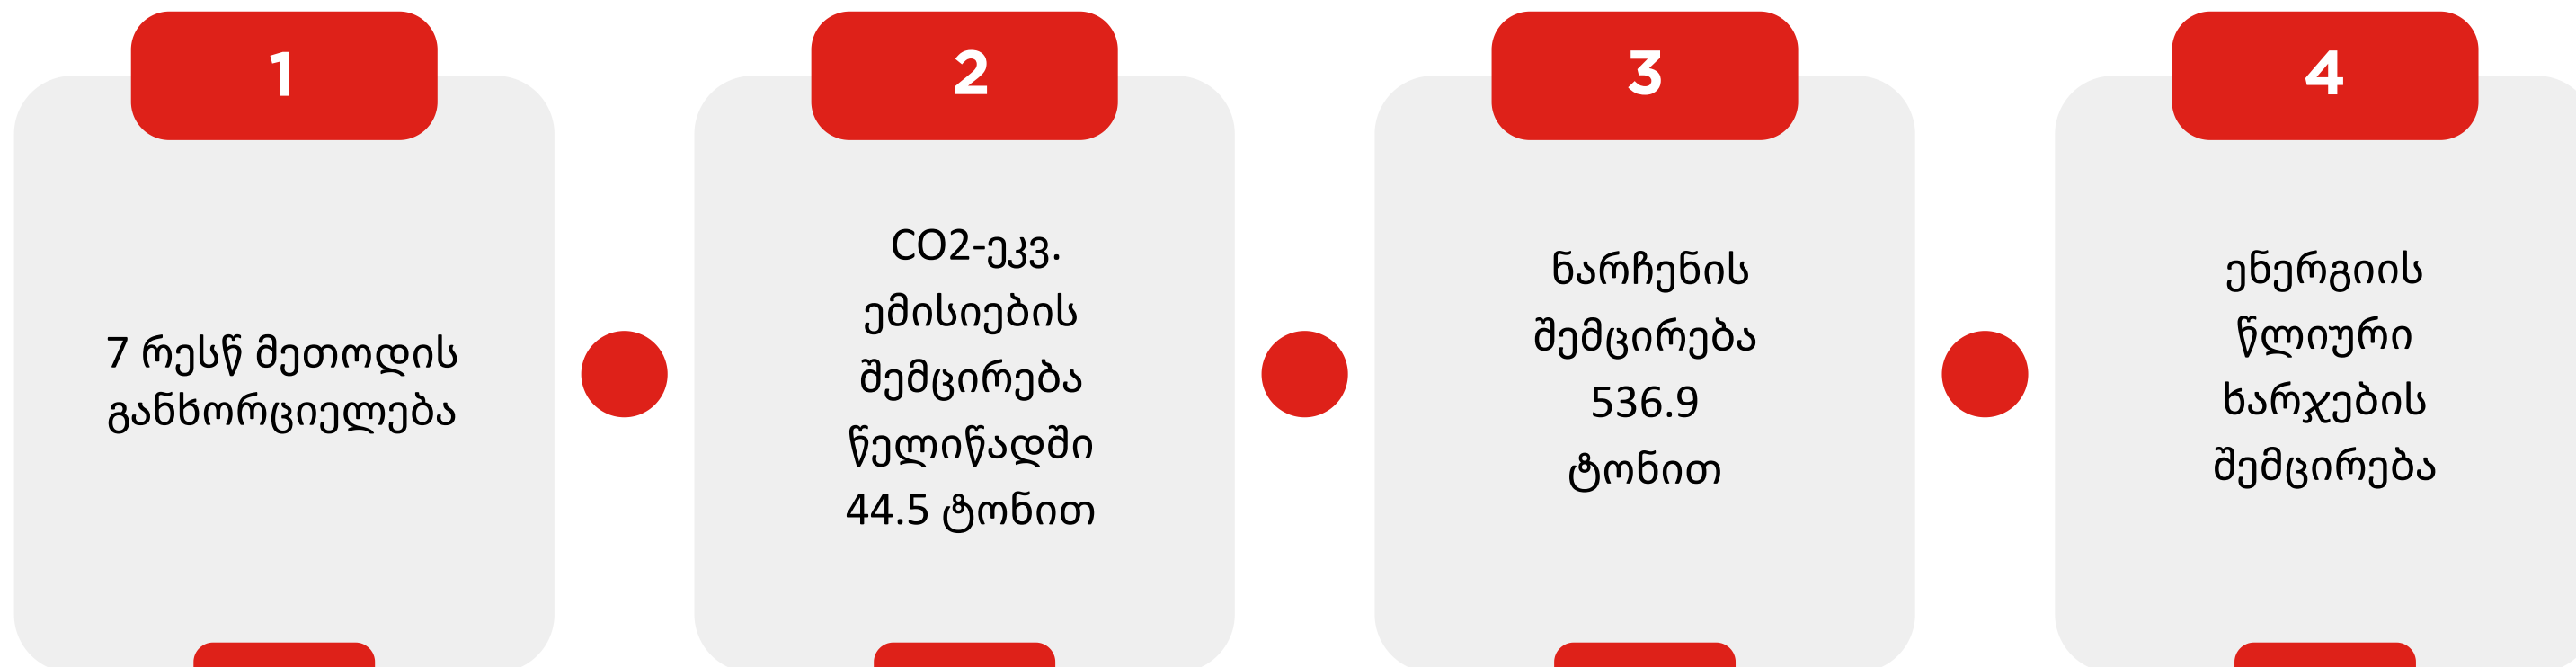 1
7 რესწ მეთოდის
განხორციელება
2
CO2-ეკვ.
ემისიების
შემცირება
წელიწადში
44.5 ტონით
3
ნარჩენის
შემცირება
536.9
ტონით
4
ენერგიის
წლიური
ხარჯების
შემცირება